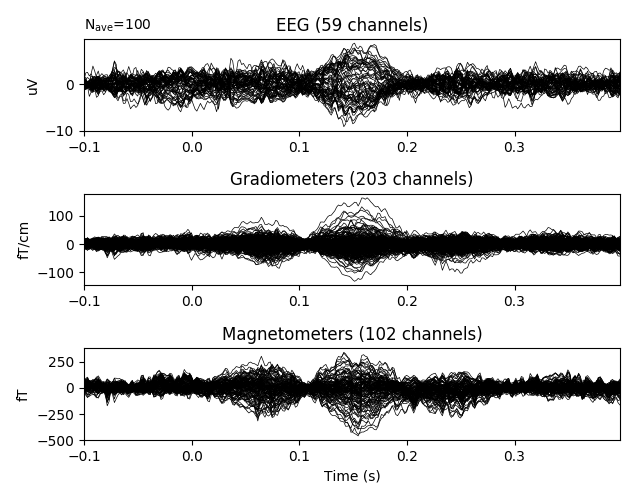 Nave=100
EEG (59 channels)
uV
0
−10
−0.1 0.0 0.1 0.2 0.3
Gradiometers (203 channels)
fT/cm
100
0
−100
−0.1 0.0 0.1 0.2 0.3
Magnetometers (102 channels)
fT
250
0
−250
−500
−0.1 0.0 0.1 0.2 0.3
Time (s)